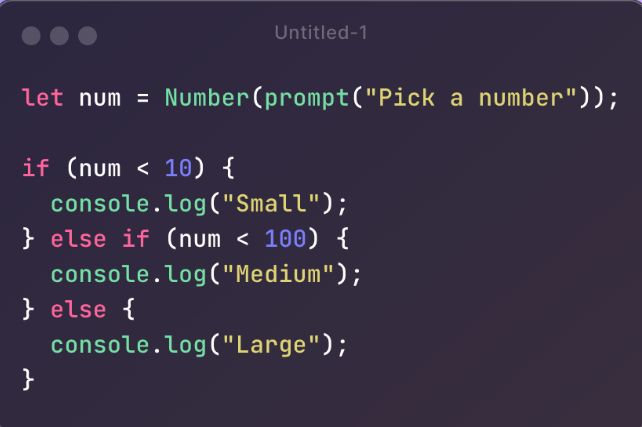 Untitled-1
let num = Number(prompt("Pick a number"));
if (num < 10) {
  console.log("Small");
} else if (num < 100) {
  console.log("Medium");
} else {
  console.log("Large");
}